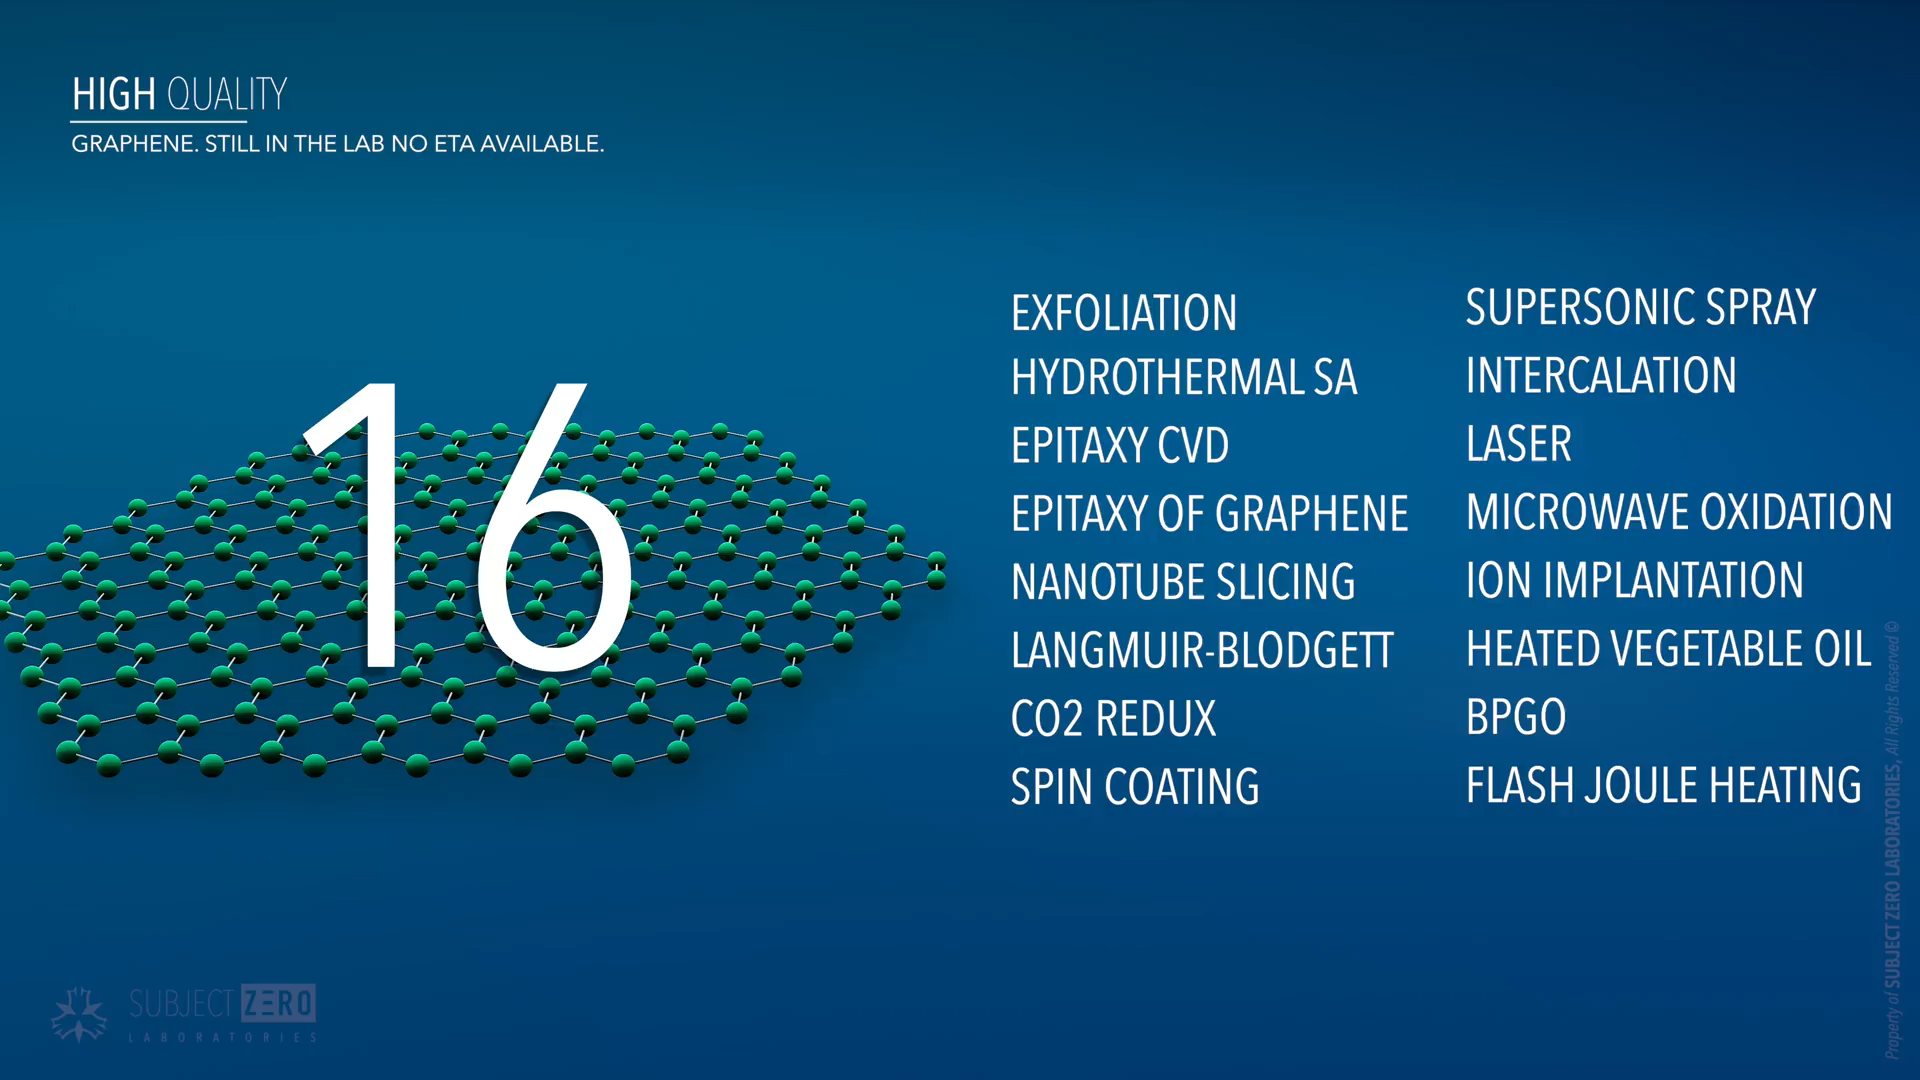 HIGH QUALITY
GRAPHENE. STILL IN THE LAB NO ETA AVAILABLE.
16
EXFOLIATION
HYDROTHERMAL SA
EPITAXY CVD
EPITAXY OF GRAPHENE
NANOTUBE SLICING
LANGMUIR-BLODGETT
CO2 REDUX
SPIN COATING
SUPERSONIC SPRAY
INTERCALATION
LASER
MICROWAVE OXIDATION
ION IMPLANTATION
HEATED VEGETABLE OIL
BPGO
FLASH JOULE HEATING
SUBJECT ZERO
LABORATORIES
Property of SUBJECT ZERO LABORATORIES, All Rights Reserved ©